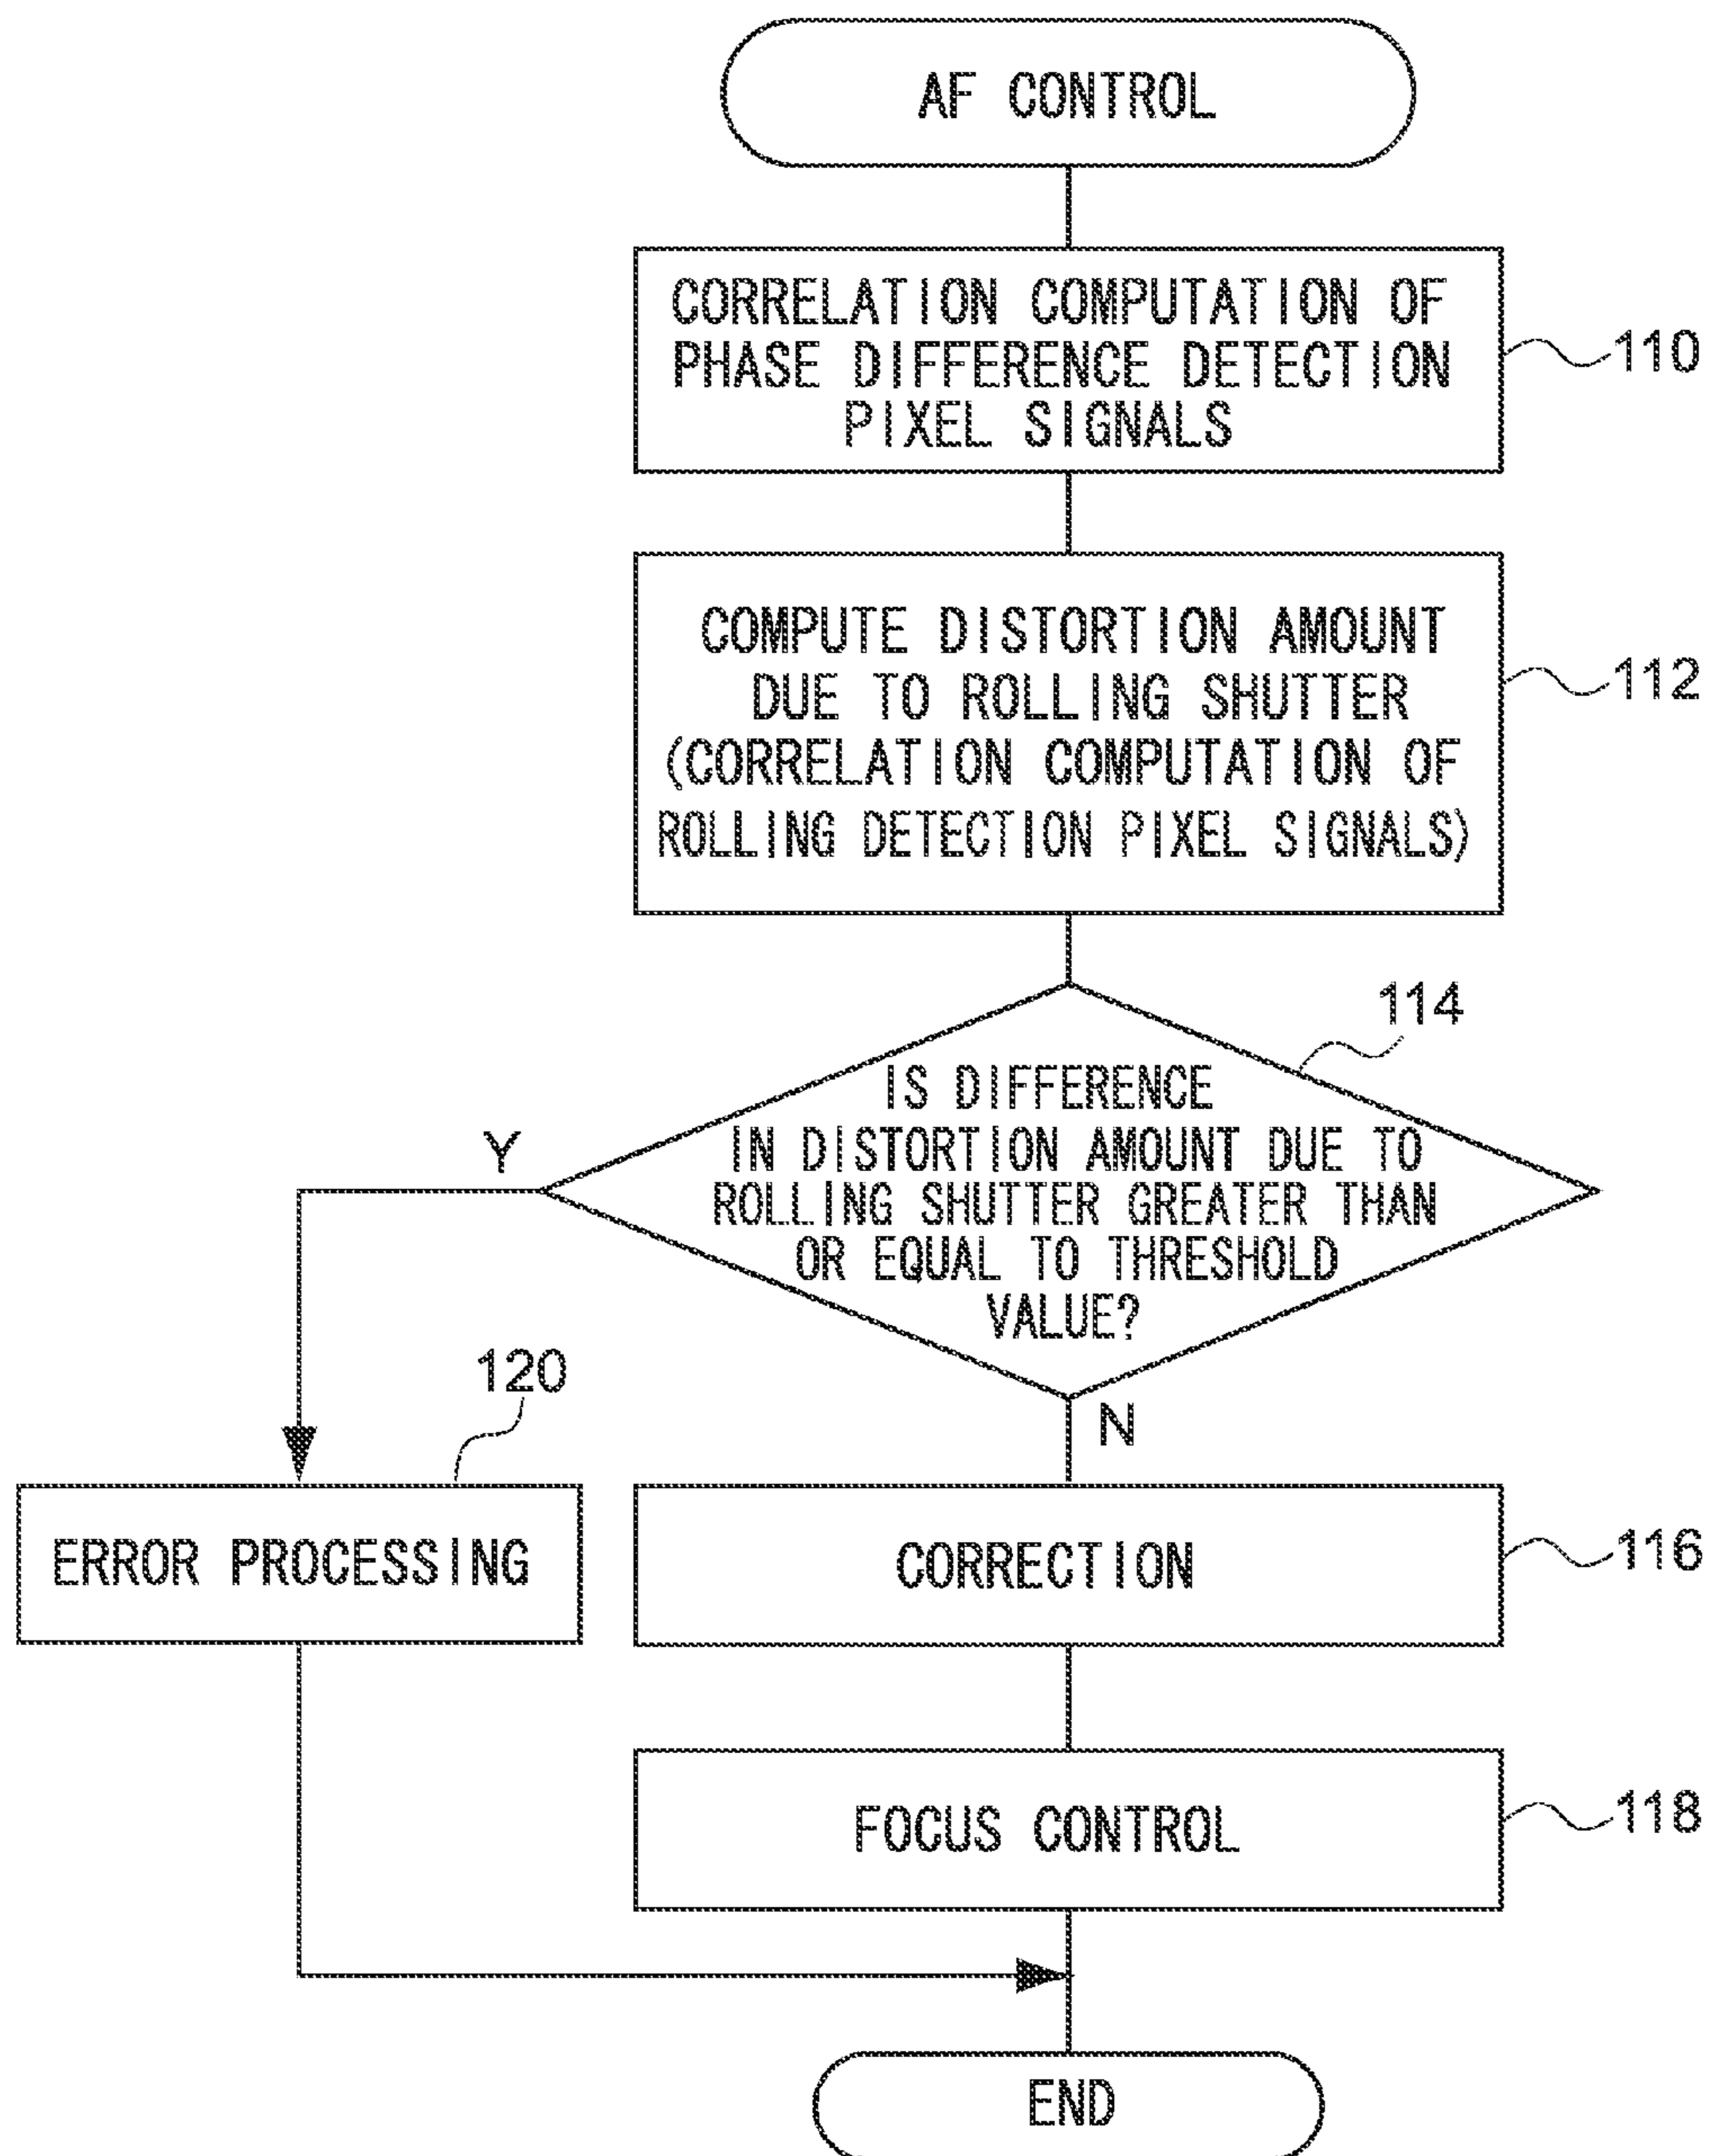 AF CONTROL
CORRELATION COMPUTATION OF
PHASE DIFFERENCE DETECTION
PIXEL SIGNALS
110
COMPUTE DISTORTION AMOUNT
DUE TO ROLLING SHUTTER
(CORRELATION COMPUTATION OF
ROLLING DETECTION PIXEL SIGNALS)
112
114
IS DIFFERENCE
IN DISTORTION AMOUNT DUE TO
ROLLING SHUTTER GREATER THAN
OR EQUAL TO THRESHOLD
VALUE?
Y
N
120
ERROR PROCESSING
CORRECTION
116
FOCUS CONTROL
118
END